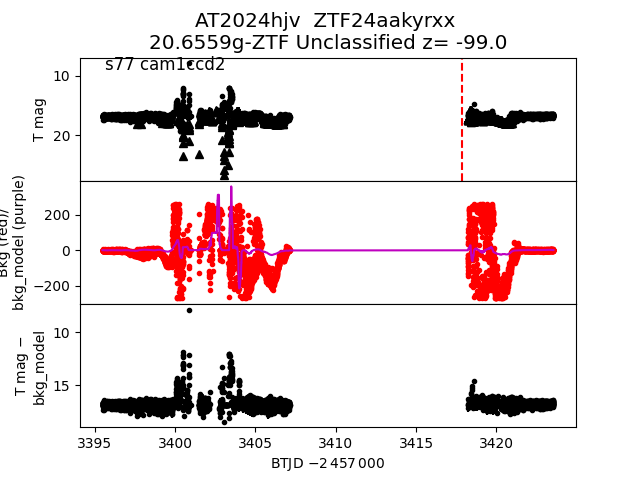 AT2024hjv  ZTF24aakyrxx
20.6559g-ZTF Unclassified z= -99.0
s77 cam1ccd2
T mag
10
20
Bkg (red)/
bkg_model (purple)
200
0
−200
T mag −
bkg_model
10
15
3395 3400 3405 3410 3415 3420
BTJD −2 457 000